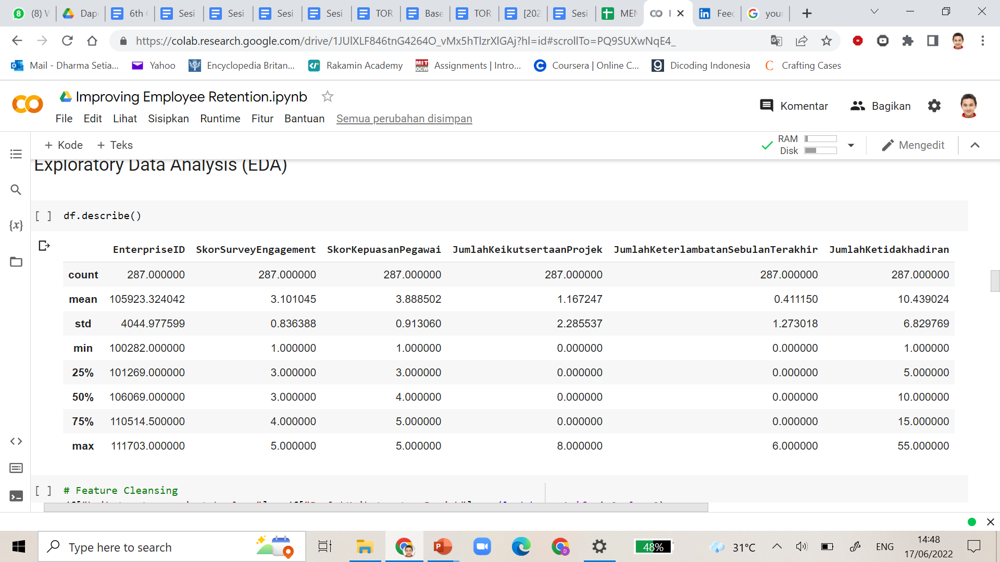 (8) W
Dap
6th
Sesi
Sesi
Sesi
Sesi
TOR
Base
TOR
[202
Sesi
MEN
Feec
your
https://colab.research.google.com/drive/1JUlXLF846tnG4264O_vMx5hTlzrXlGAj?hl=id#scrollTo=PQ9SUXwNqE4_
Mail - Dharma Setia...
Yahoo
Encyclopedia Britan...
Rakamin Academy
Assignments | Intro...
Coursera | Online C...
Dicoding Indonesia
Crafting Cases
Improving Employee Retention.ipynb
Komentar
Bagikan
File Edit Lihat Sisipkan Runtime Fitur Bantuan Semua perubahan disimpan
+ Kode + Teks
RAM
Disk
Mengedit
Exploratory Data Analysis (EDA)
[ ] df.describe()
EnterpriseID SkorSurveyEngagement SkorKepuasanPegawai JumlahKeikutsertaanProjek JumlahKeterlambatanSebulanTerakhir JumlahKetidakhadiran
count 287.000000 287.000000 287.000000 287.000000 287.000000 287.000000
mean 105923.324042 3.101045 3.888502 1.167247 0.411150 10.439024
std 4044.977599 0.836388 0.913060 2.285537 1.273018 6.829769
min 100282.000000 1.000000 1.000000 0.000000 0.000000 1.000000
25% 101269.000000 3.000000 3.000000 0.000000 0.000000 5.000000
50% 106069.000000 3.000000 4.000000 0.000000 0.000000 10.000000
75% 110514.500000 4.000000 5.000000 0.000000 0.000000 15.000000
max 111703.000000 5.000000 5.000000 8.000000 6.000000 55.000000
[ ] # Feature Cleansing
Type here to search
48%
31°C
ENG
14:48
17/06/2022